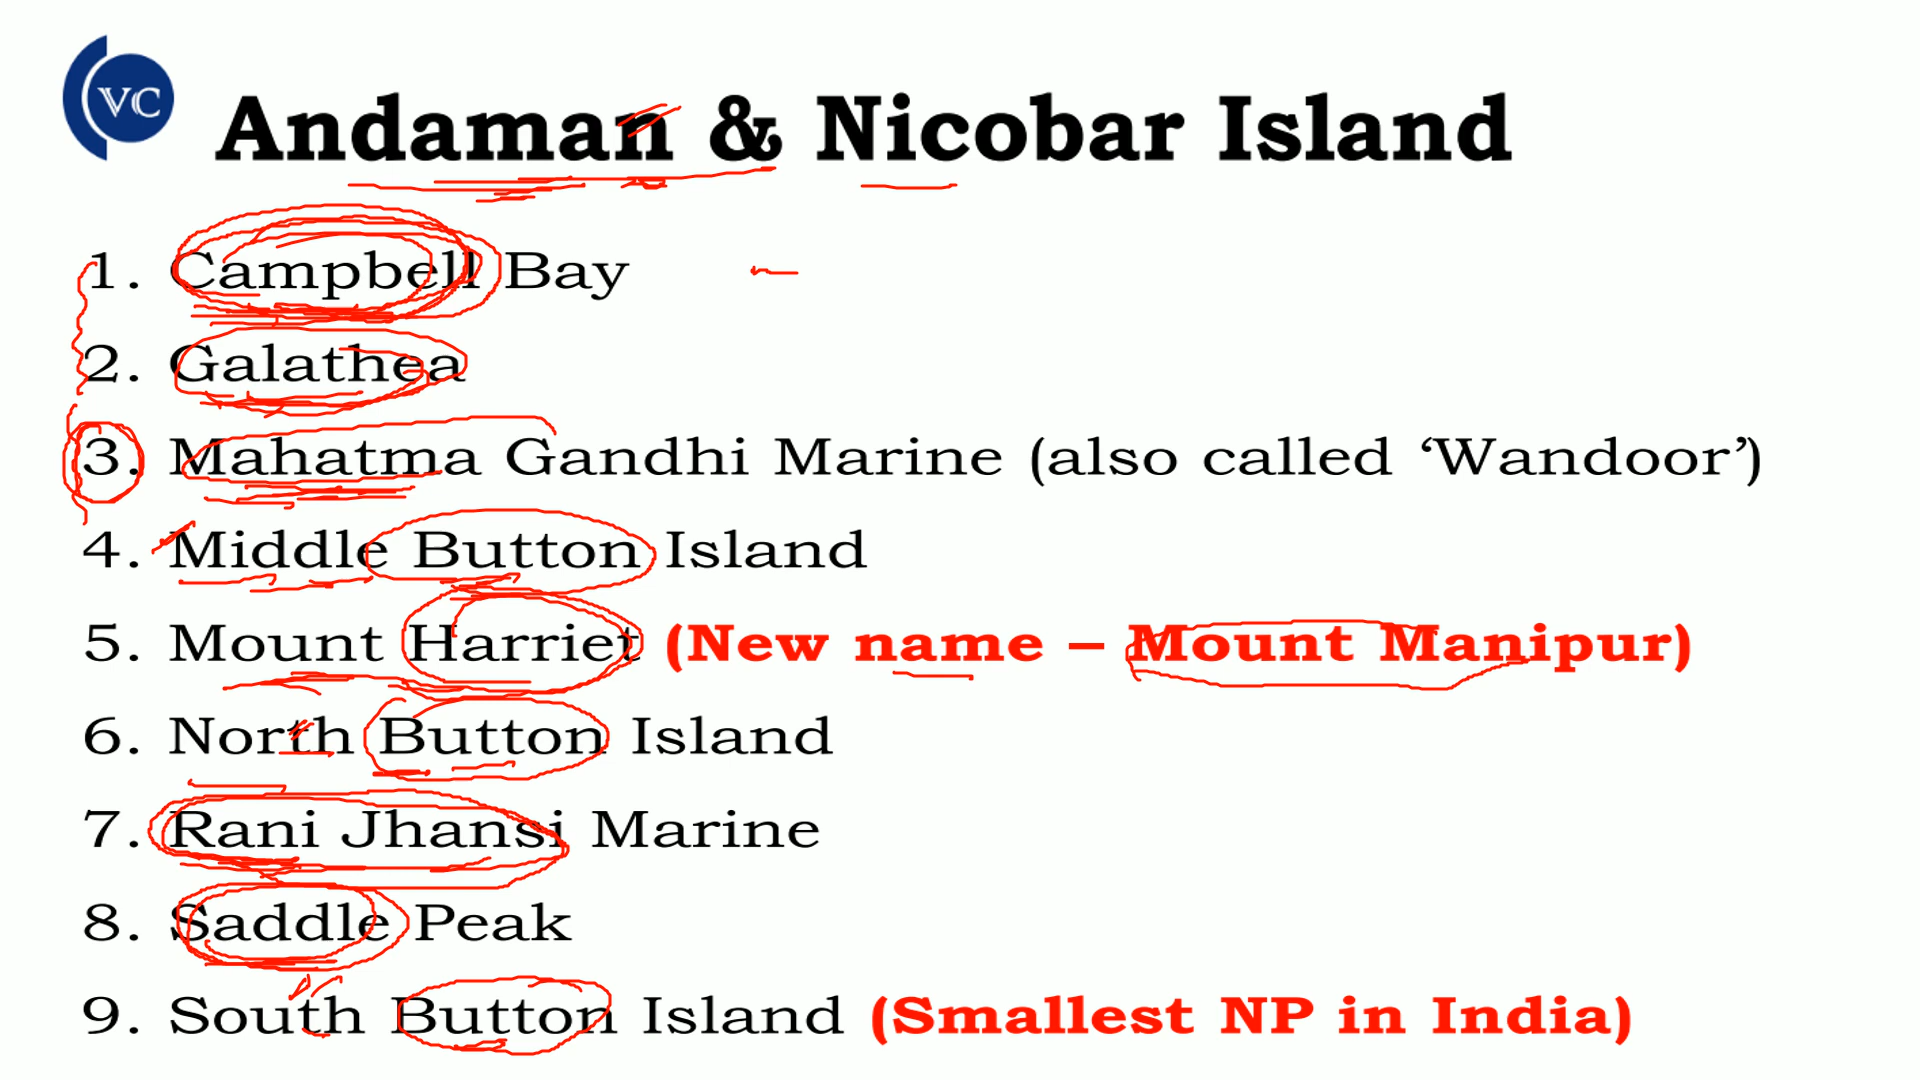 VC
Andaman & Nicobar Island
1. Campbell Bay
2. Galathea
3. Mahatma Gandhi Marine (also called ‘Wandoor’)
4. Middle Button Island
5. Mount Harriet (New name – Mount Manipur)
6. North Button Island
7. Rani Jhansi Marine
8. Saddle Peak
9. South Button Island (Smallest NP in India)